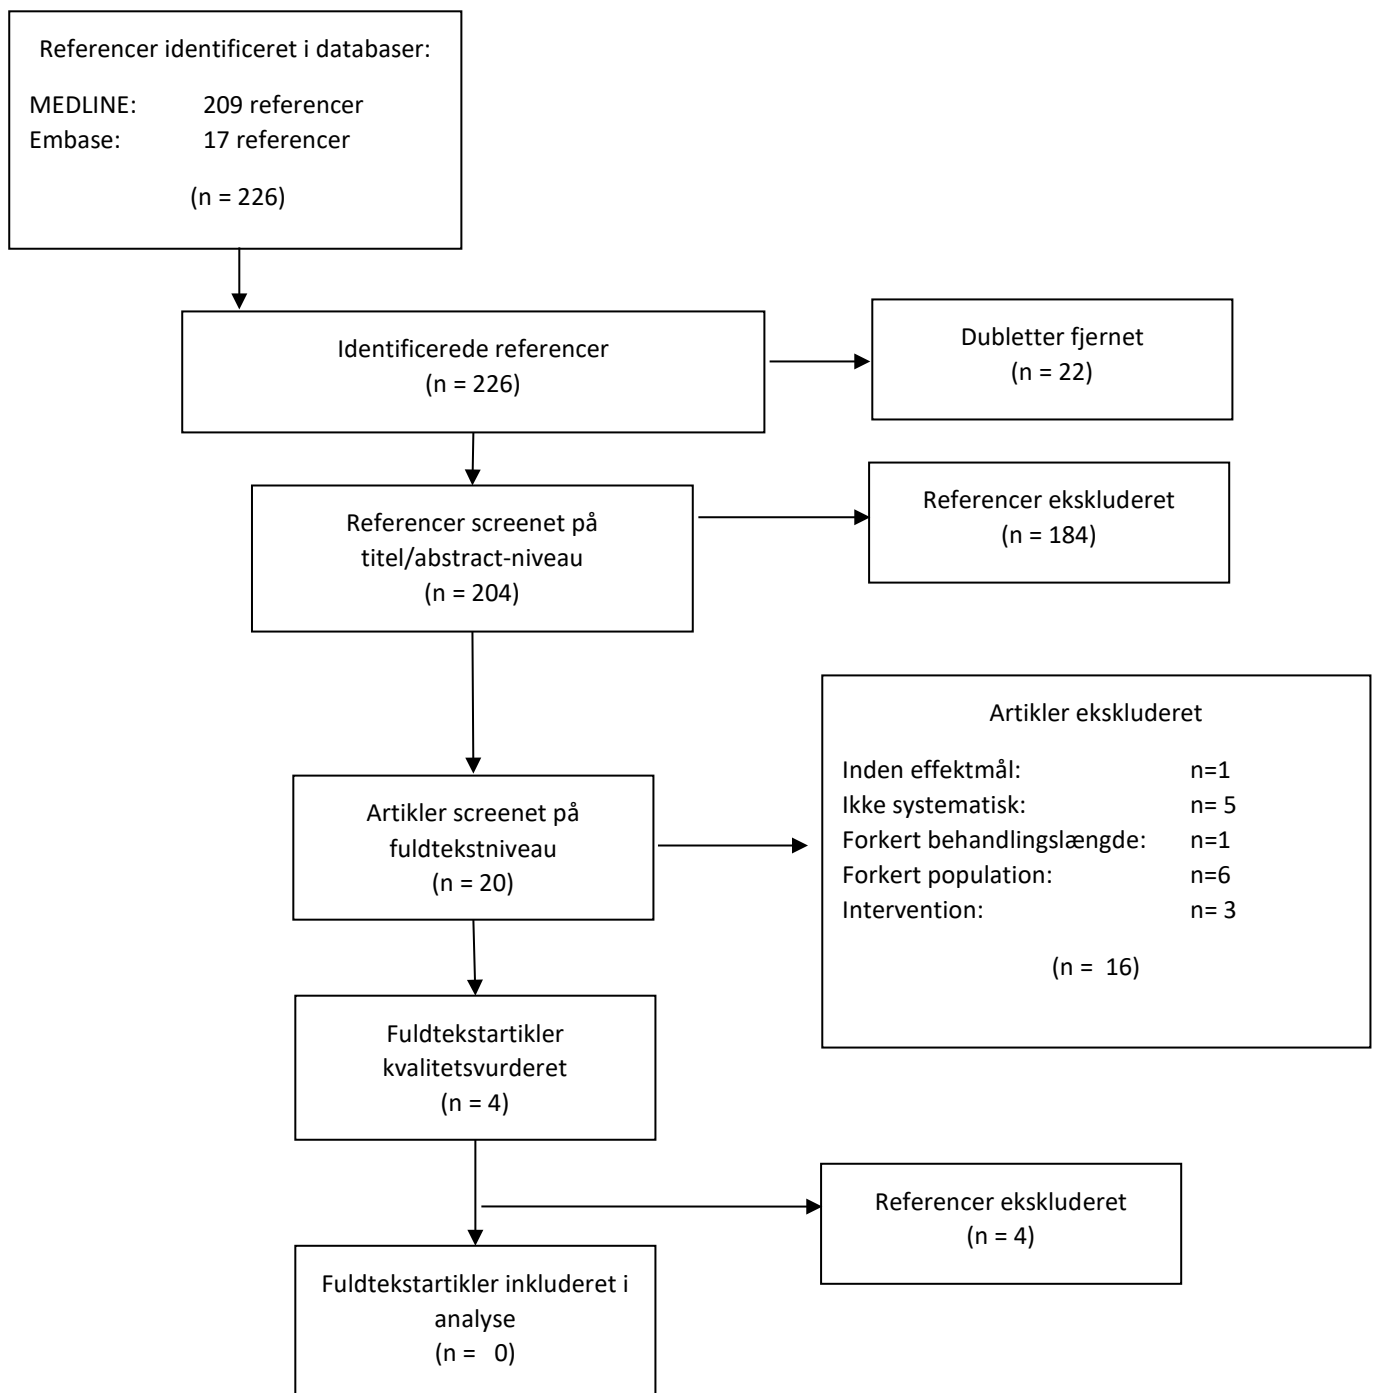 Referencer identificeret i databaser:
MEDLINE: 209 referencer
Embase: 17 referencer
(n = 226)
Identificerede referencer
(n = 226)
Dubletter fjernet
(n = 22)
Referencer screenet på
titel/abstract-niveau
(n = 204)
Referencer ekskluderet
(n = 184)
Artikler screenet på
fuldtekstniveau
(n = 20)
Artikler ekskluderet
Inden effektmål: n=1
Ikke systematisk: n= 5
Forkert behandlingslængde: n=1
Forkert population: n=6
Intervention: n= 3
(n = 16)
Fuldtekstartikler
kvalitetsvurderet
(n = 4)
Referencer ekskluderet
(n = 4)
Fuldtekstartikler inkluderet i
analyse
(n = 0)